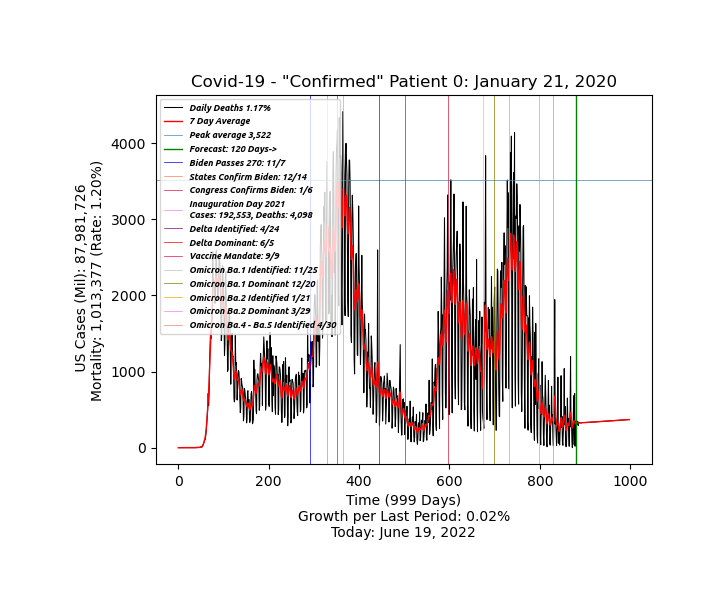 Covid-19 - "Confirmed" Patient 0: January 21, 2020
Daily Deaths 1.17%
7 Day Average
Peak average 3,522
Forecast: 120 Days->
Biden Passes 270: 11/7
States Confirm Biden: 12/14
Congress Confirms Biden: 1/6
Inauguration Day 2021
Cases: 192,553, Deaths: 4,098
Delta Identified: 4/24
Delta Dominant: 6/5
Vaccine Mandate: 9/9
Omicron Ba.1 Identified: 11/25
Omicron Ba.1 Dominant 12/20
Omicron Ba.2 Identified 1/21
Omicron Ba.2 Dominant 3/29
Omicron Ba.4 - Ba.5 Identified 4/30
US Cases (Mil): 87,981,726
Mortality: 1,013,377 (Rate: 1.20%)
4000
3000
2000
1000
0
0 200 400 600 800 1000
Time (999 Days)
Growth per Last Period: 0.02%
Today: June 19, 2022